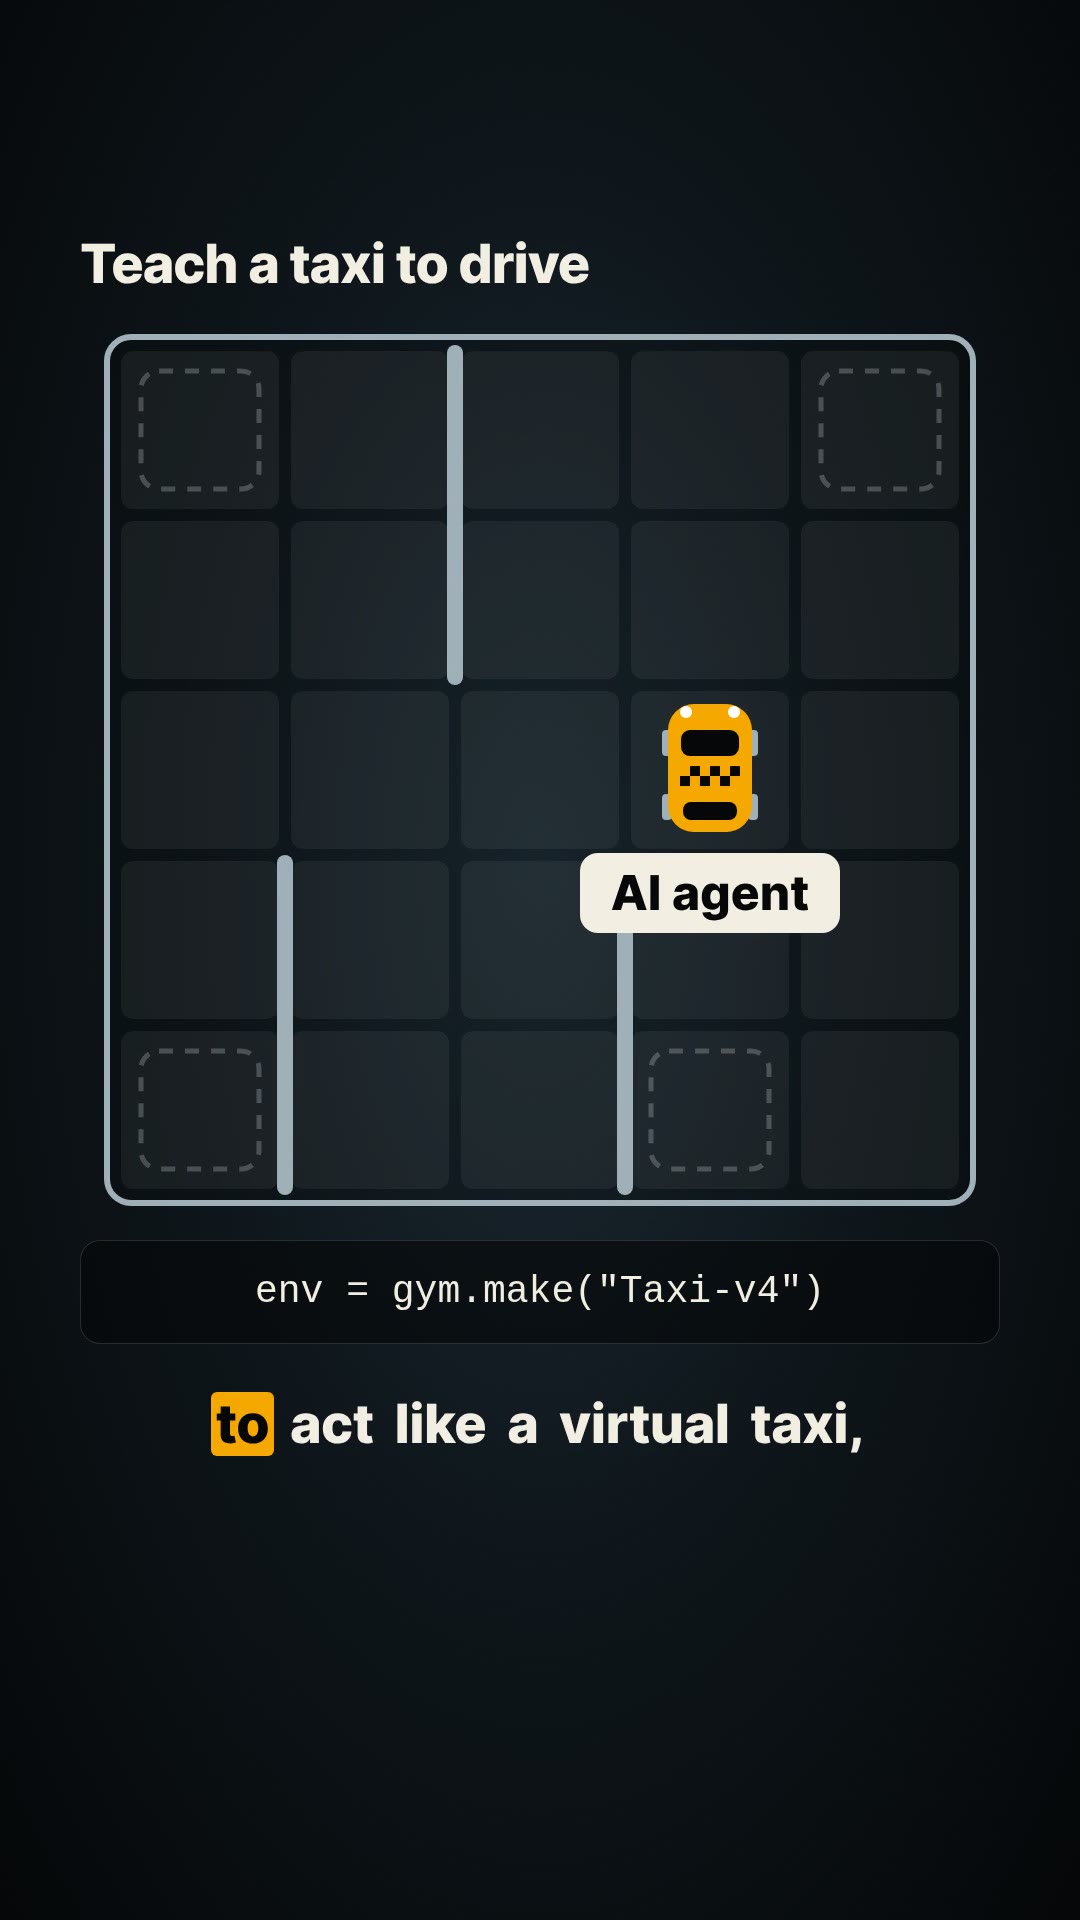 Teach a taxi to drive
AI agent
env = gym.make("Taxi-v4")
to act like a virtual taxi,